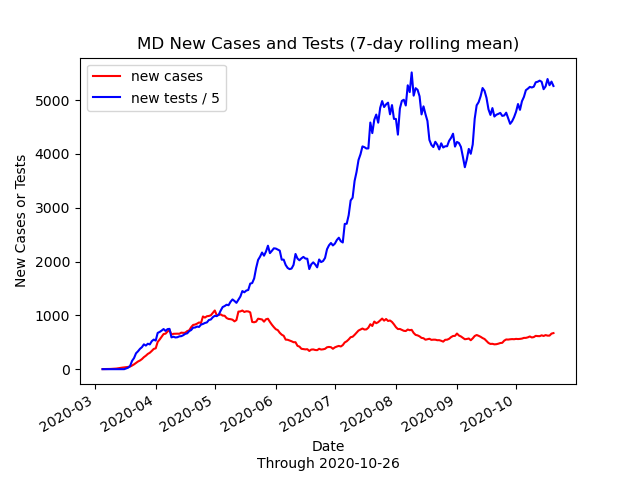 MD New Cases and Tests (7-day rolling mean)
new cases
new tests / 5
New Cases or Tests
5000
4000
3000
2000
1000
0
2020-03
2020-04
2020-05
2020-06
2020-07
2020-08
2020-09
2020-10
Date
Through 2020-10-26